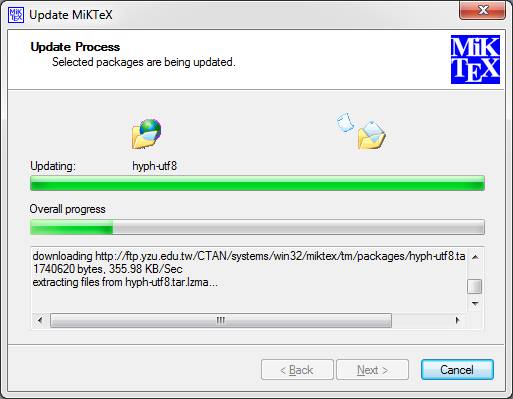 Update MiKTeX
Update Process
Selected packages are being updated.
MiK
TEX
Updating: hyph-utf8
Overall progress
downloading http://ftp.yzu.edu.tw/CTAN/systems/win32/miktex/tm/packages/hyph-utf8.ta
1740620 bytes, 355.98 KB/Sec
extracting files from hyph-utf8.tar.lzma...
< Back Next > Cancel